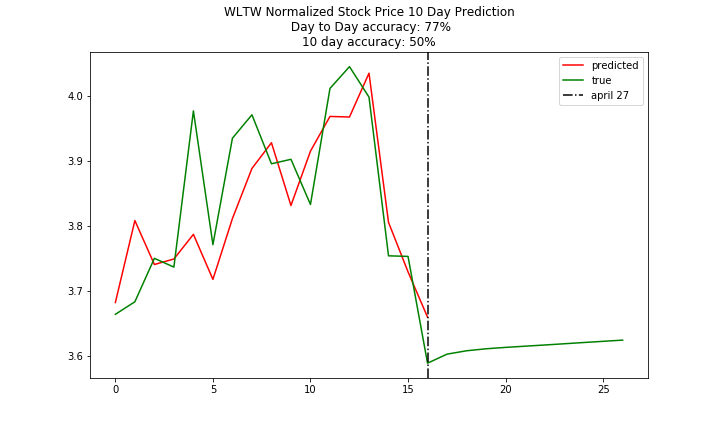 WLTW Normalized Stock Price 10 Day Prediction
Day to Day accuracy: 77%
10 day accuracy: 50%
predicted
true
april 27
4.0
3.9
3.8
3.7
3.6
0 5 10 15 20 25